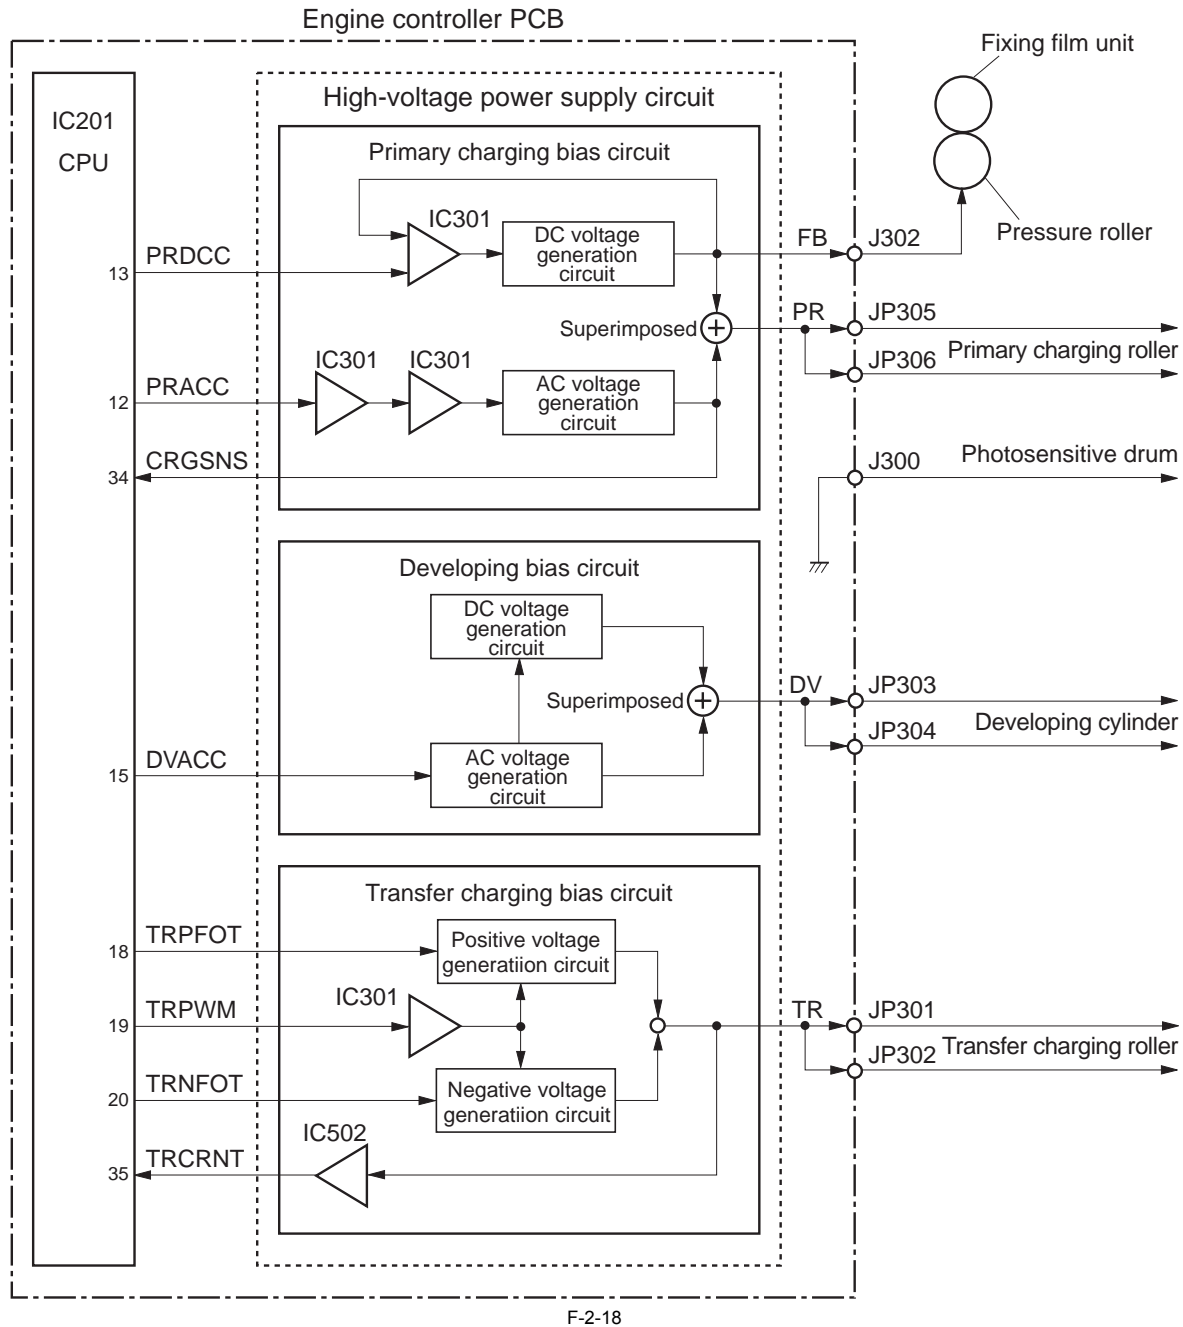 Engine controller PCB
Fixing film unit
IC201
CPU
High-voltage power supply circuit
Primary charging bias circuit
IC301
DC voltage
generation
circuit
PRDCC
13
FB
J302
Pressure roller
Superimposed
PR
JP305
JP306
Primary charging roller
IC301
IC301
AC voltage
generation
circuit
PRACC
12
CRGSNS
34
J300
Photosensitive drum
Developing bias circuit
DC voltage
generation
circuit
Superimposed
DV
JP303
JP304
Developing cylinder
DVACC
15
AC voltage
generation
circuit
Transfer charging bias circuit
TRPFOT
18
Positive voltage
generatiion circuit
IC301
TRPWM
19
TR
JP301
JP302
Transfer charging roller
TRNFOT
20
Negative voltage
generatiion circuit
IC502
TRCRNT
35
F-2-18